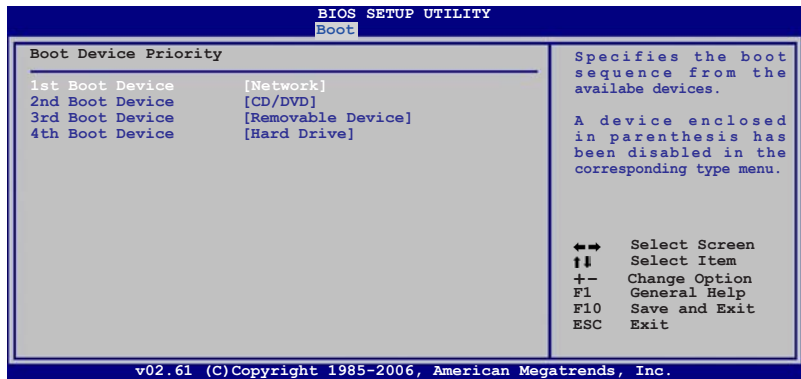 BIOS SETUP UTILITY
Boot
Boot Device Priority
1st Boot Device [Network]
2nd Boot Device [CD/DVD]
3rd Boot Device [Removable Device]
4th Boot Device [Hard Drive]
Specifies the boot
sequence from the
availabe devices.
A device enclosed
in parenthesis has
been disabled in the
corresponding type menu.
←→ Select Screen
↑↓ Select Item
+- Change Option
F1 General Help
F10 Save and Exit
ESC Exit
v02.61 (C)Copyright 1985-2006, American Megatrends, Inc.